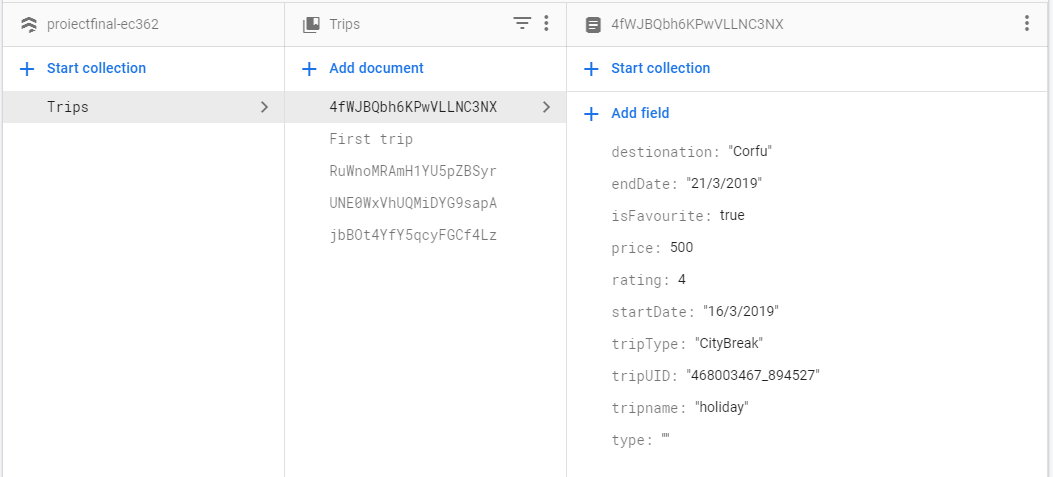 proiectfinal-ec362
Trips
4fWJBQbh6KPwVLLNC3NX
Start collection
Add document
Start collection
Trips
4fWJBQbh6KPwVLLNC3NX
First trip
RuWnoMRAmH1YU5pZBSyr
UNE0WxVhUQMiDYG9sapA
jbBOt4YfY5qcyFGCf4Lz
Add field
destionation: "Corfu"
endDate: "21/3/2019"
isFavourite: true
price: 500
rating: 4
startDate: "16/3/2019"
tripType: "CityBreak"
tripUID: "468003467_894527"
tripname: "holiday"
type: ""